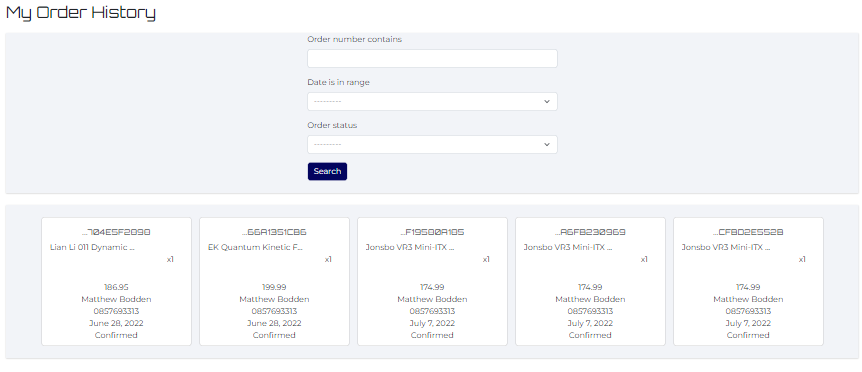 My Order History
Order number contains
Date is in range
---------
Order status
---------
Search
...704E5F2098
Lian Li 011 Dynamic ...
x1
186.95
Matthew Bodden
0857693313
June 28, 2022
Confirmed
...66A1351CB6
EK Quantum Kinetic F...
x1
199.99
Matthew Bodden
0857693313
June 28, 2022
Confirmed
...F19580A1D5
Jonsbo VR3 Mini-ITX ...
x1
174.99
Matthew Bodden
0857693313
July 7, 2022
Confirmed
...A6FB230969
Jonsbo VR3 Mini-ITX ...
x1
174.99
Matthew Bodden
0857693313
July 7, 2022
Confirmed
...CFBD2E552B
Jonsbo VR3 Mini-ITX ...
x1
174.99
Matthew Bodden
0857693313
July 7, 2022
Confirmed